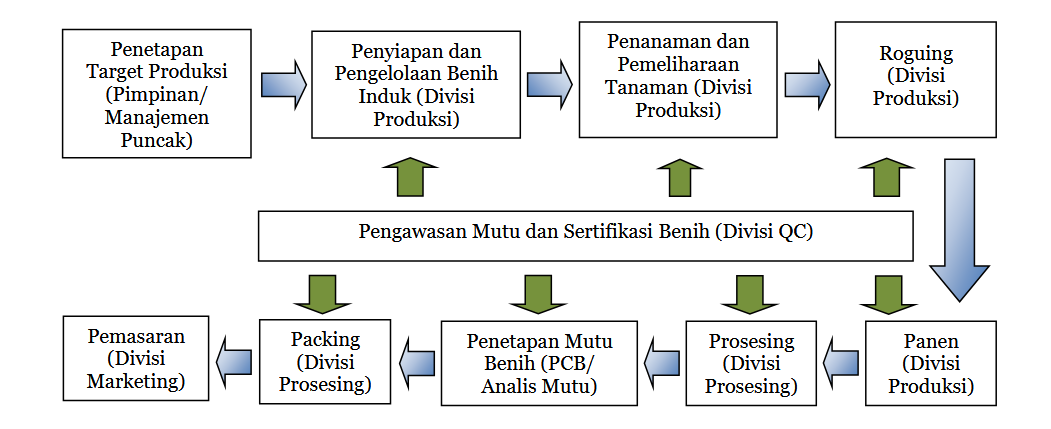 Penetapan
Target Produksi
(Pimpinan/
Manajemen
Puncak)
Penyiapan dan
Pengelolaan Benih
Induk (Divisi
Produksi)
Penanaman dan
Pemeliharaan
Tanaman (Divisi
Produksi)
Roguing
(Divisi
Produksi)
Pengawasan Mutu dan Sertifikasi Benih (Divisi QC)
Pemasaran
(Divisi
Marketing)
Packing
(Divisi
Prosesing)
Penetapan Mutu
Benih (PCB/
Analis Mutu)
Prosesing
(Divisi
Prosesing)
Panen
(Divisi
Produksi)